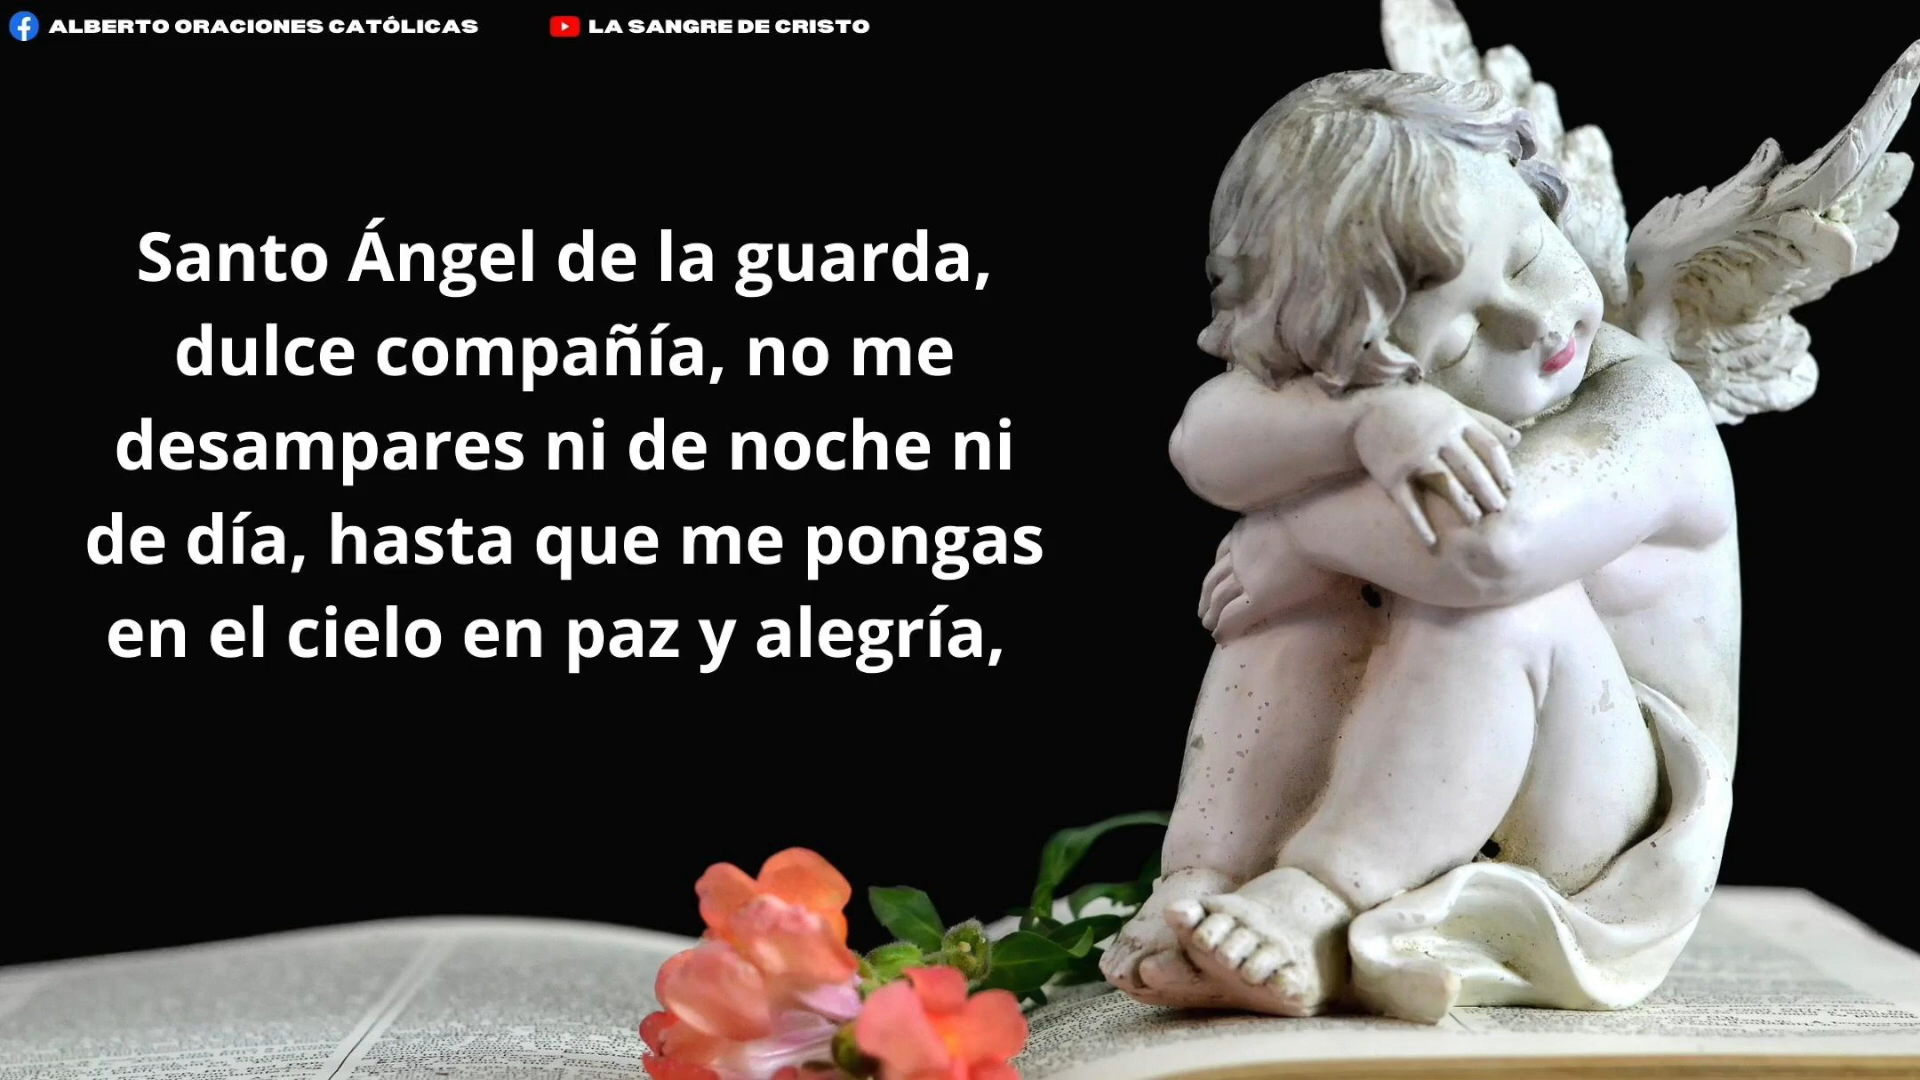 ALBERTO ORACIONES CATÓLICAS
LA SANGRE DE CRISTO
Santo Ángel de la guarda,
dulce compañía, no me
desampares ni de noche ni
de día, hasta que me pongas
en el cielo en paz y alegría,